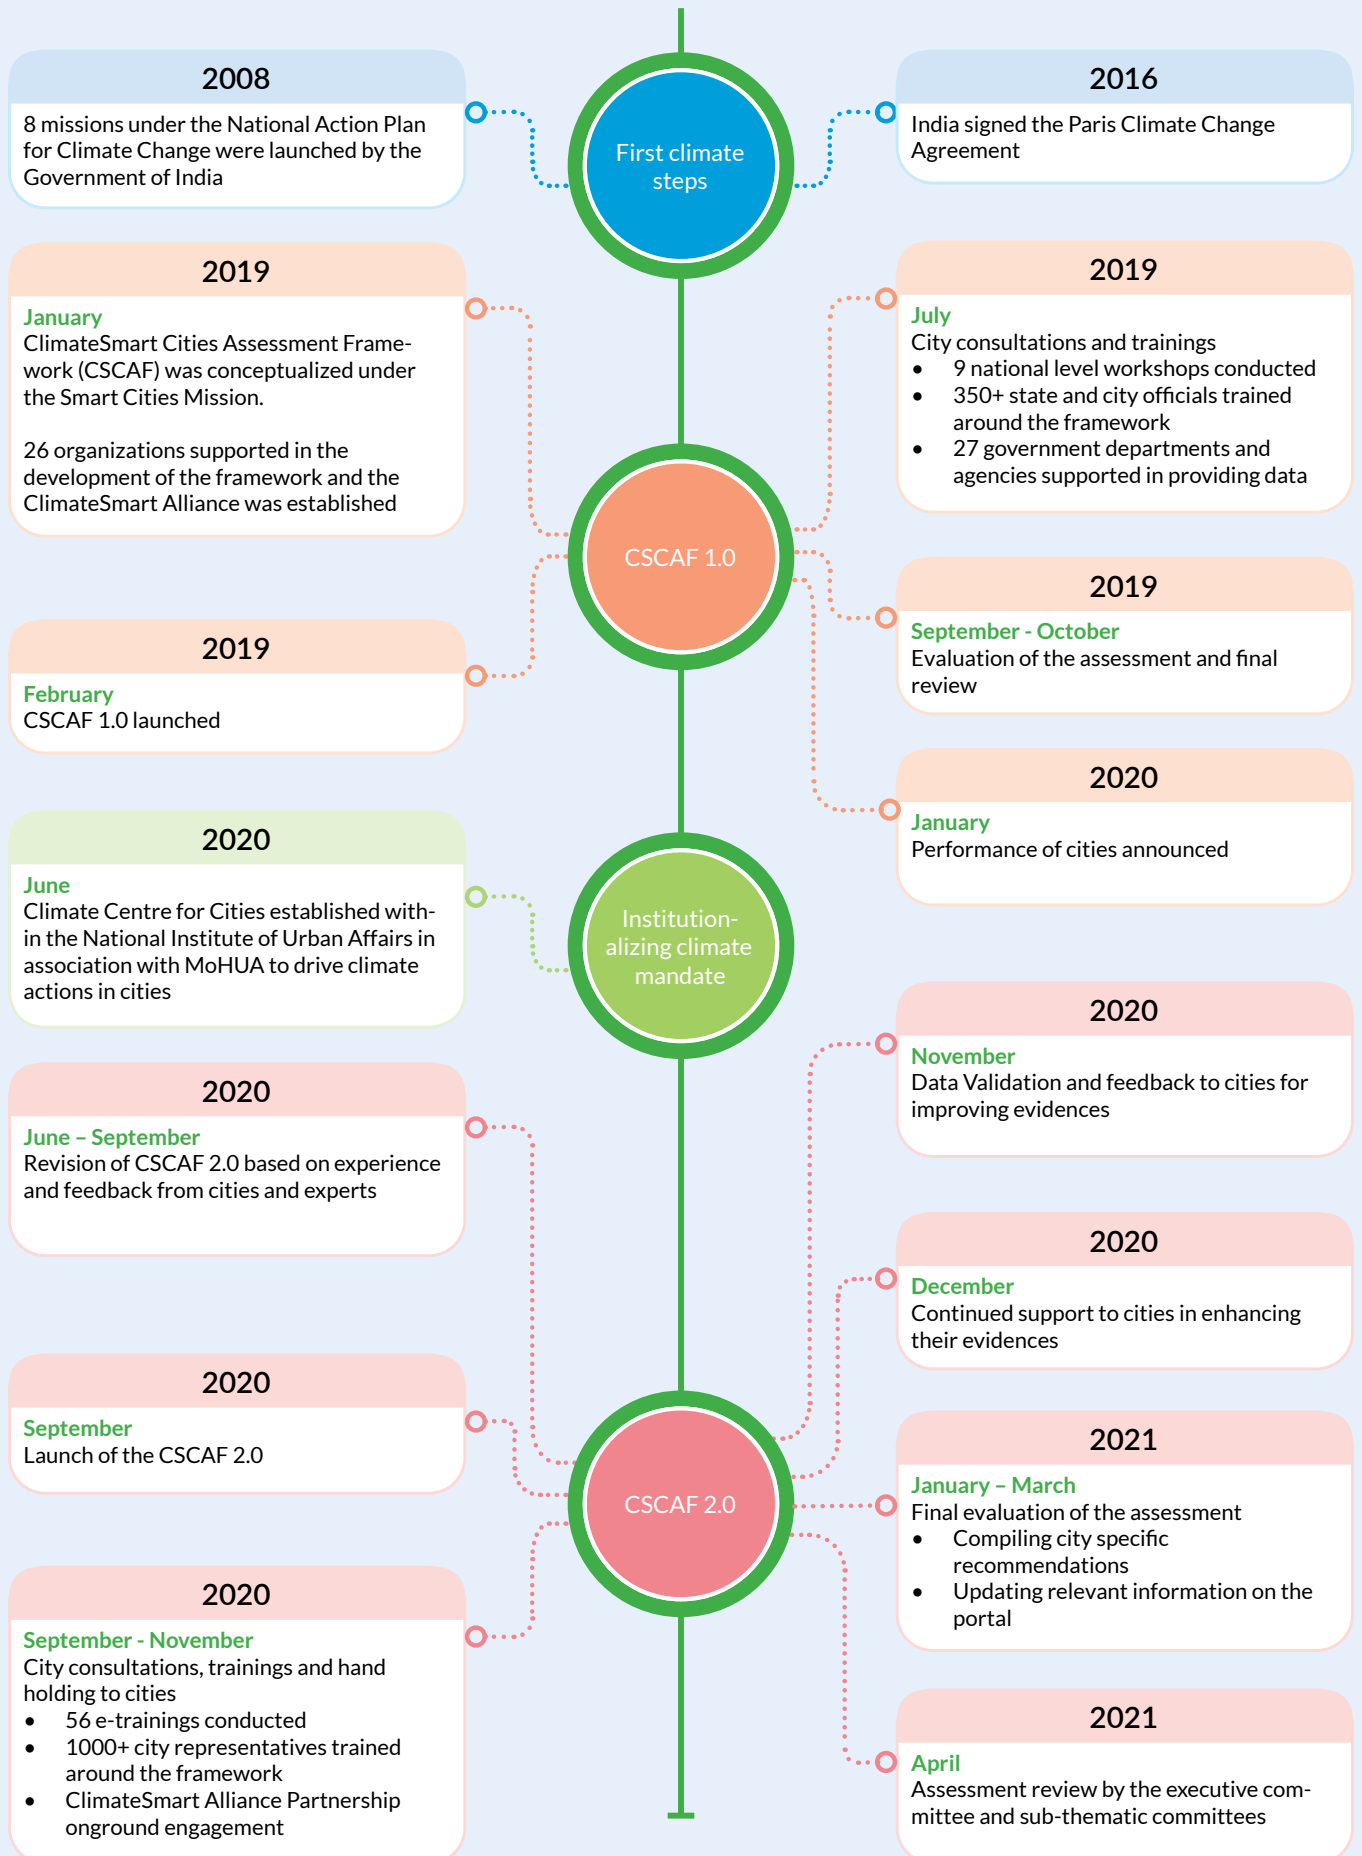 2008
8 missions under the National Action Plan
for Climate Change were launched by the
Government of India
First climate
steps
2016
India signed the Paris Climate Change
Agreement
2019
January
ClimateSmart Cities Assessment Frame-
work (CSCAF) was conceptualized under
the Smart Cities Mission.
26 organizations supported in the
development of the framework and the
ClimateSmart Alliance was established
2019
February
CSCAF 1.0 launched
CSCAF 1.0
2019
July
City consultations and trainings
• 9 national level workshops conducted
• 350+ state and city officials trained
around the framework
• 27 government departments and
agencies supported in providing data
2019
September - October
Evaluation of the assessment and final
review
2020
January
Performance of cities announced
2020
June
Climate Centre for Cities established with-
in the National Institute of Urban Affairs in
association with MoHUA to drive climate
actions in cities
Institution-
alizing climate
mandate
2020
June – September
Revision of CSCAF 2.0 based on experience
and feedback from cities and experts
2020
September
Launch of the CSCAF 2.0
2020
September - November
City consultations, trainings and hand
holding to cities
• 56 e-trainings conducted
• 1000+ city representatives trained
around the framework
• ClimateSmart Alliance Partnership
onground engagement
CSCAF 2.0
2020
November
Data Validation and feedback to cities for
improving evidences
2020
December
Continued support to cities in enhancing
their evidences
2021
January – March
Final evaluation of the assessment
• Compiling city specific
recommendations
• Updating relevant information on the
portal
2021
April
Assessment review by the executive com-
mittee and sub-thematic committees